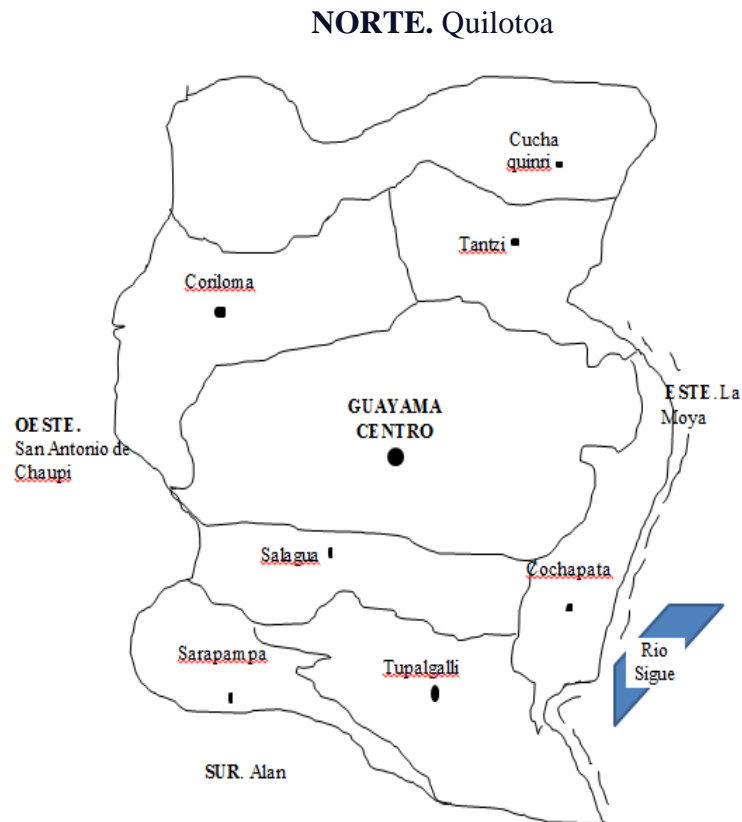 NORTE. Quilotoa
Cucha
quinri
Tantzi
Coriloma
GUAYAMA
CENTRO
ESTE. La
Moya
OESTE.
San Antonio de
Chaupi
Salagua
Cochapata
Sarapampa
Tupalgalli
Rio
Sigue
SUR. Alan